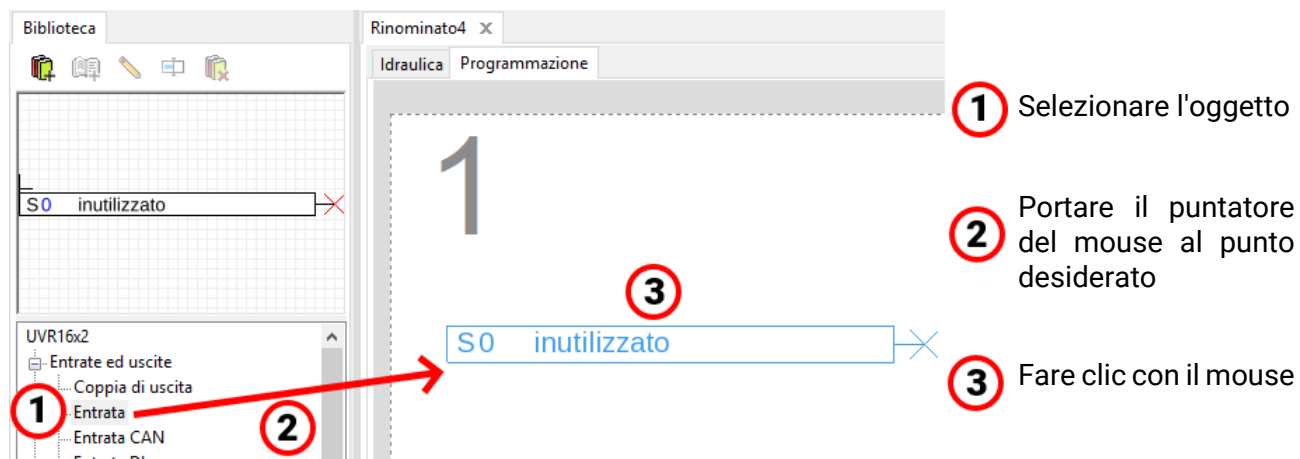 Biblioteca
S 0 inutilizzato
UVR16x2
Entrate ed uscite
Coppia di uscita
Entrata
Entrata CAN
1
2
Rinominato4 x
Idraulica Programmazione
1
3
S 0 inutilizzato
1 Selezionare l'oggetto
2 Portare il puntatore
del mouse al punto
desiderato
3 Fare clic con il mouse